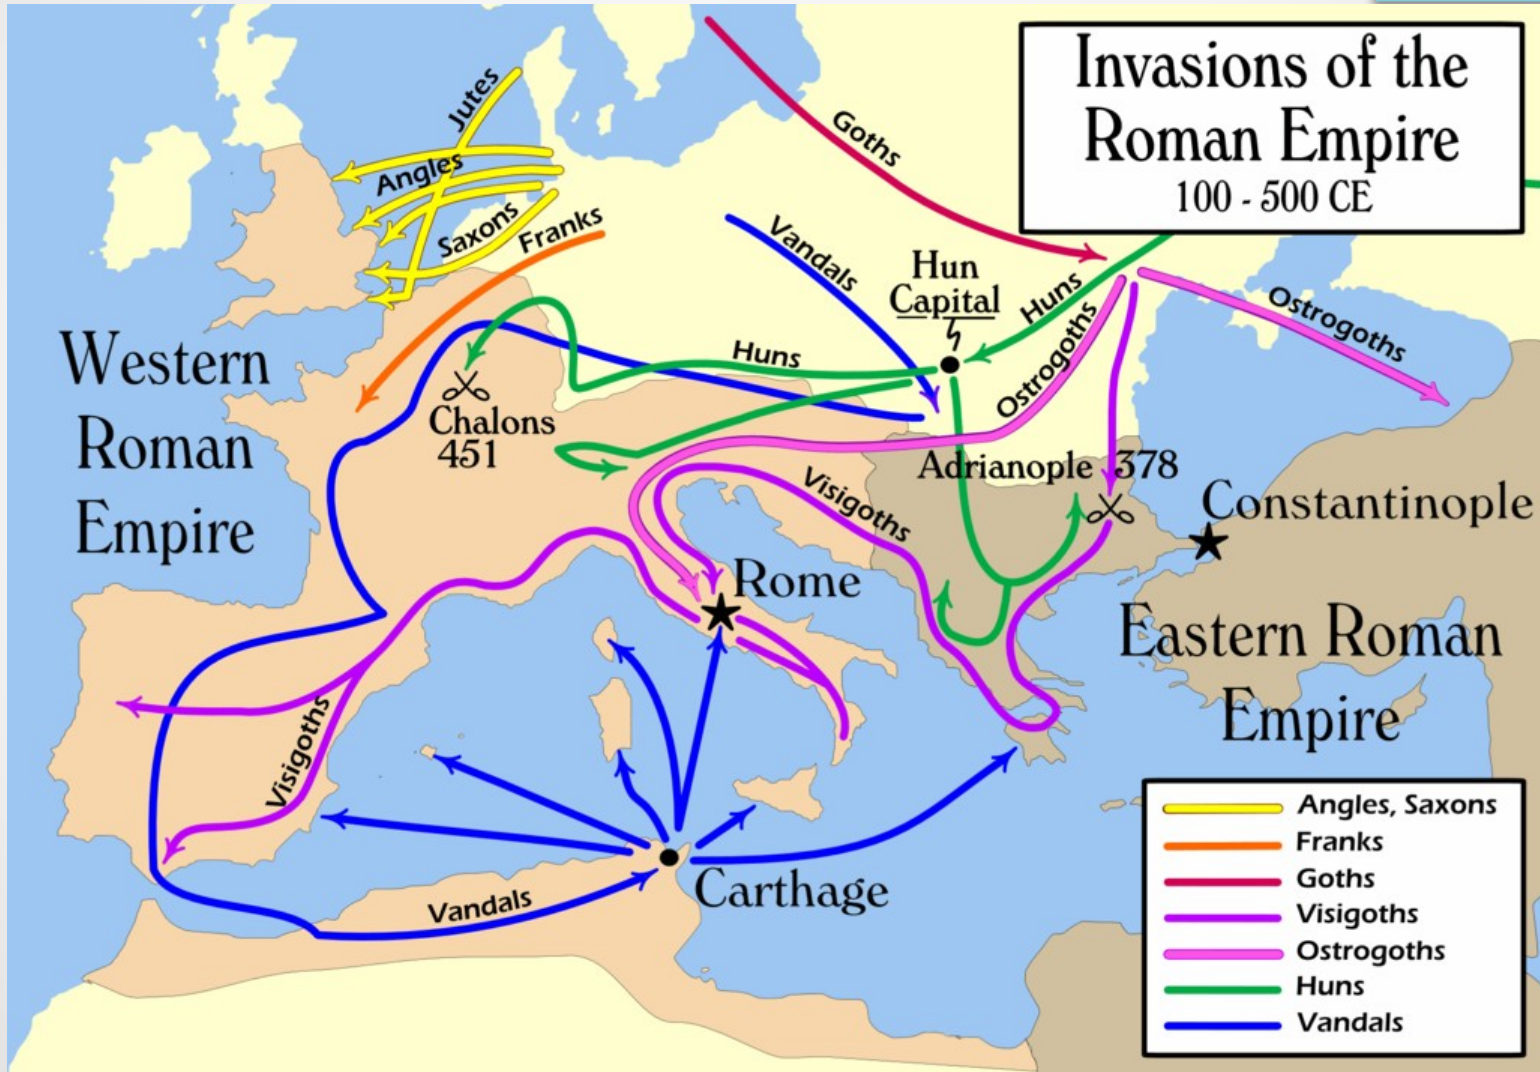 Invasions of the
Roman Empire
100 - 500 CE
Jutes
Angles
Saxons
Franks
Goths
Vandals
Hun
Capital
Huns
Ostrogoths
Ostrogoths
Huns
Western
Roman
Empire
Chalons
451
Adrianople 378
Visigoths
Constantinople
Rome
Eastern Roman
Empire
Visigoths
Carthage
Vandals
Angles, Saxons
Franks
Goths
Visigoths
Ostrogoths
Huns
Vandals